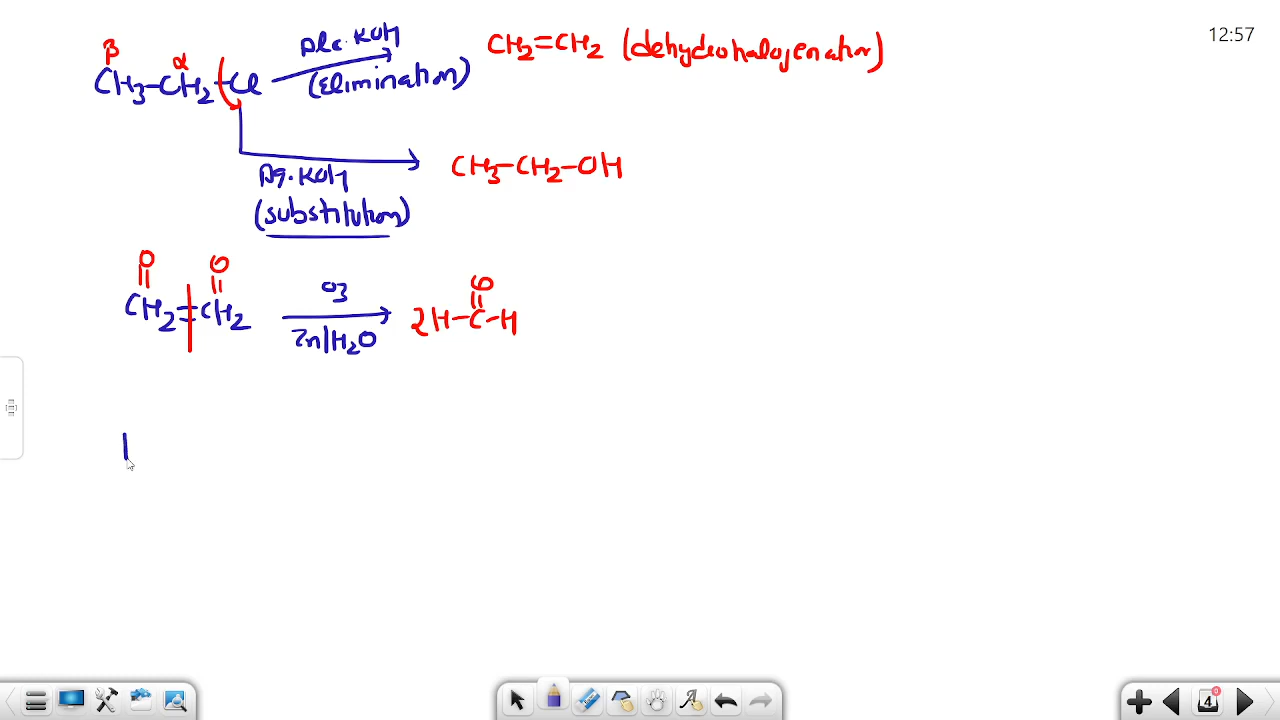 12:57
β α
CH3-CH2-Cl Alc.KOH (Elimination) CH2=CH2 (dehydrohalogenation)
Aq.KOH (substitution) CH3-CH2-OH
O O O
CH2=CH2 O3 Zn|H2O 2H-C-H
4